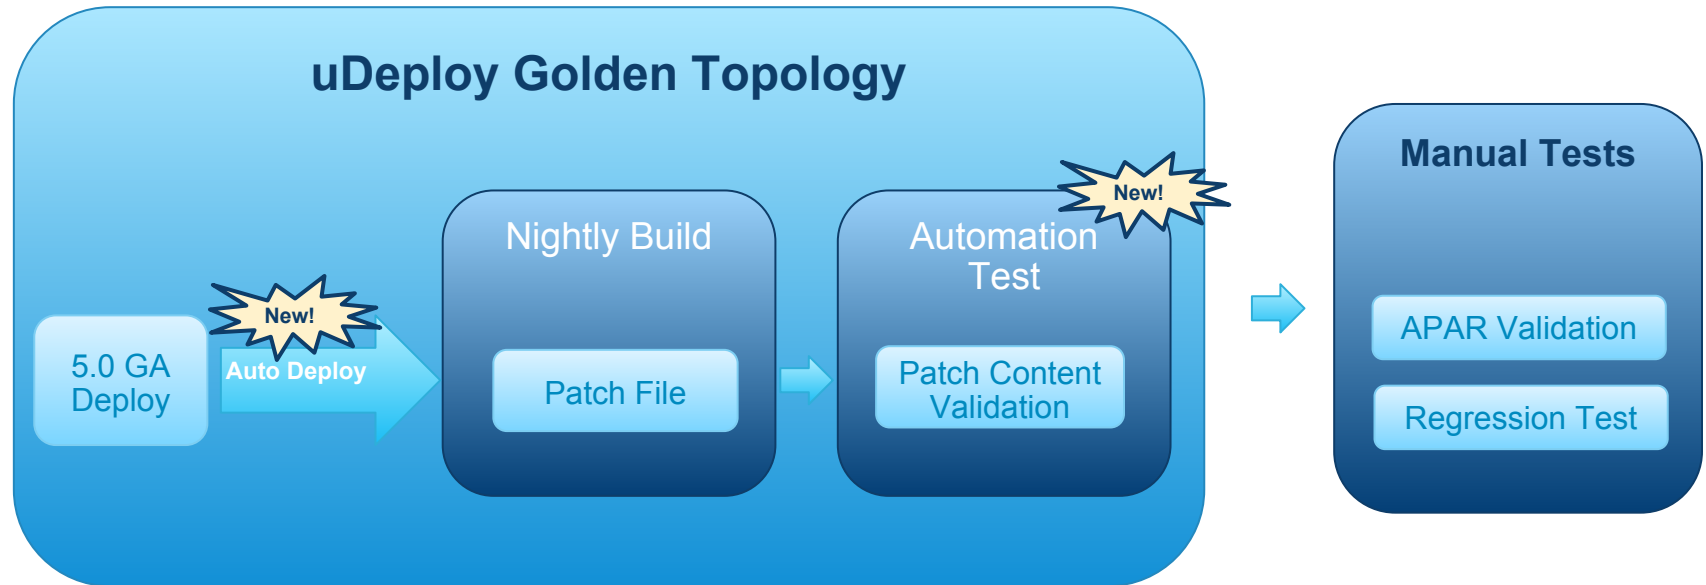 uDeploy Golden Topology
5.0 GA
Deploy
New!
Auto Deploy
Nightly Build
Patch File
New!
Automation
Test
Patch Content
Validation
Manual Tests
APAR Validation
Regression Test